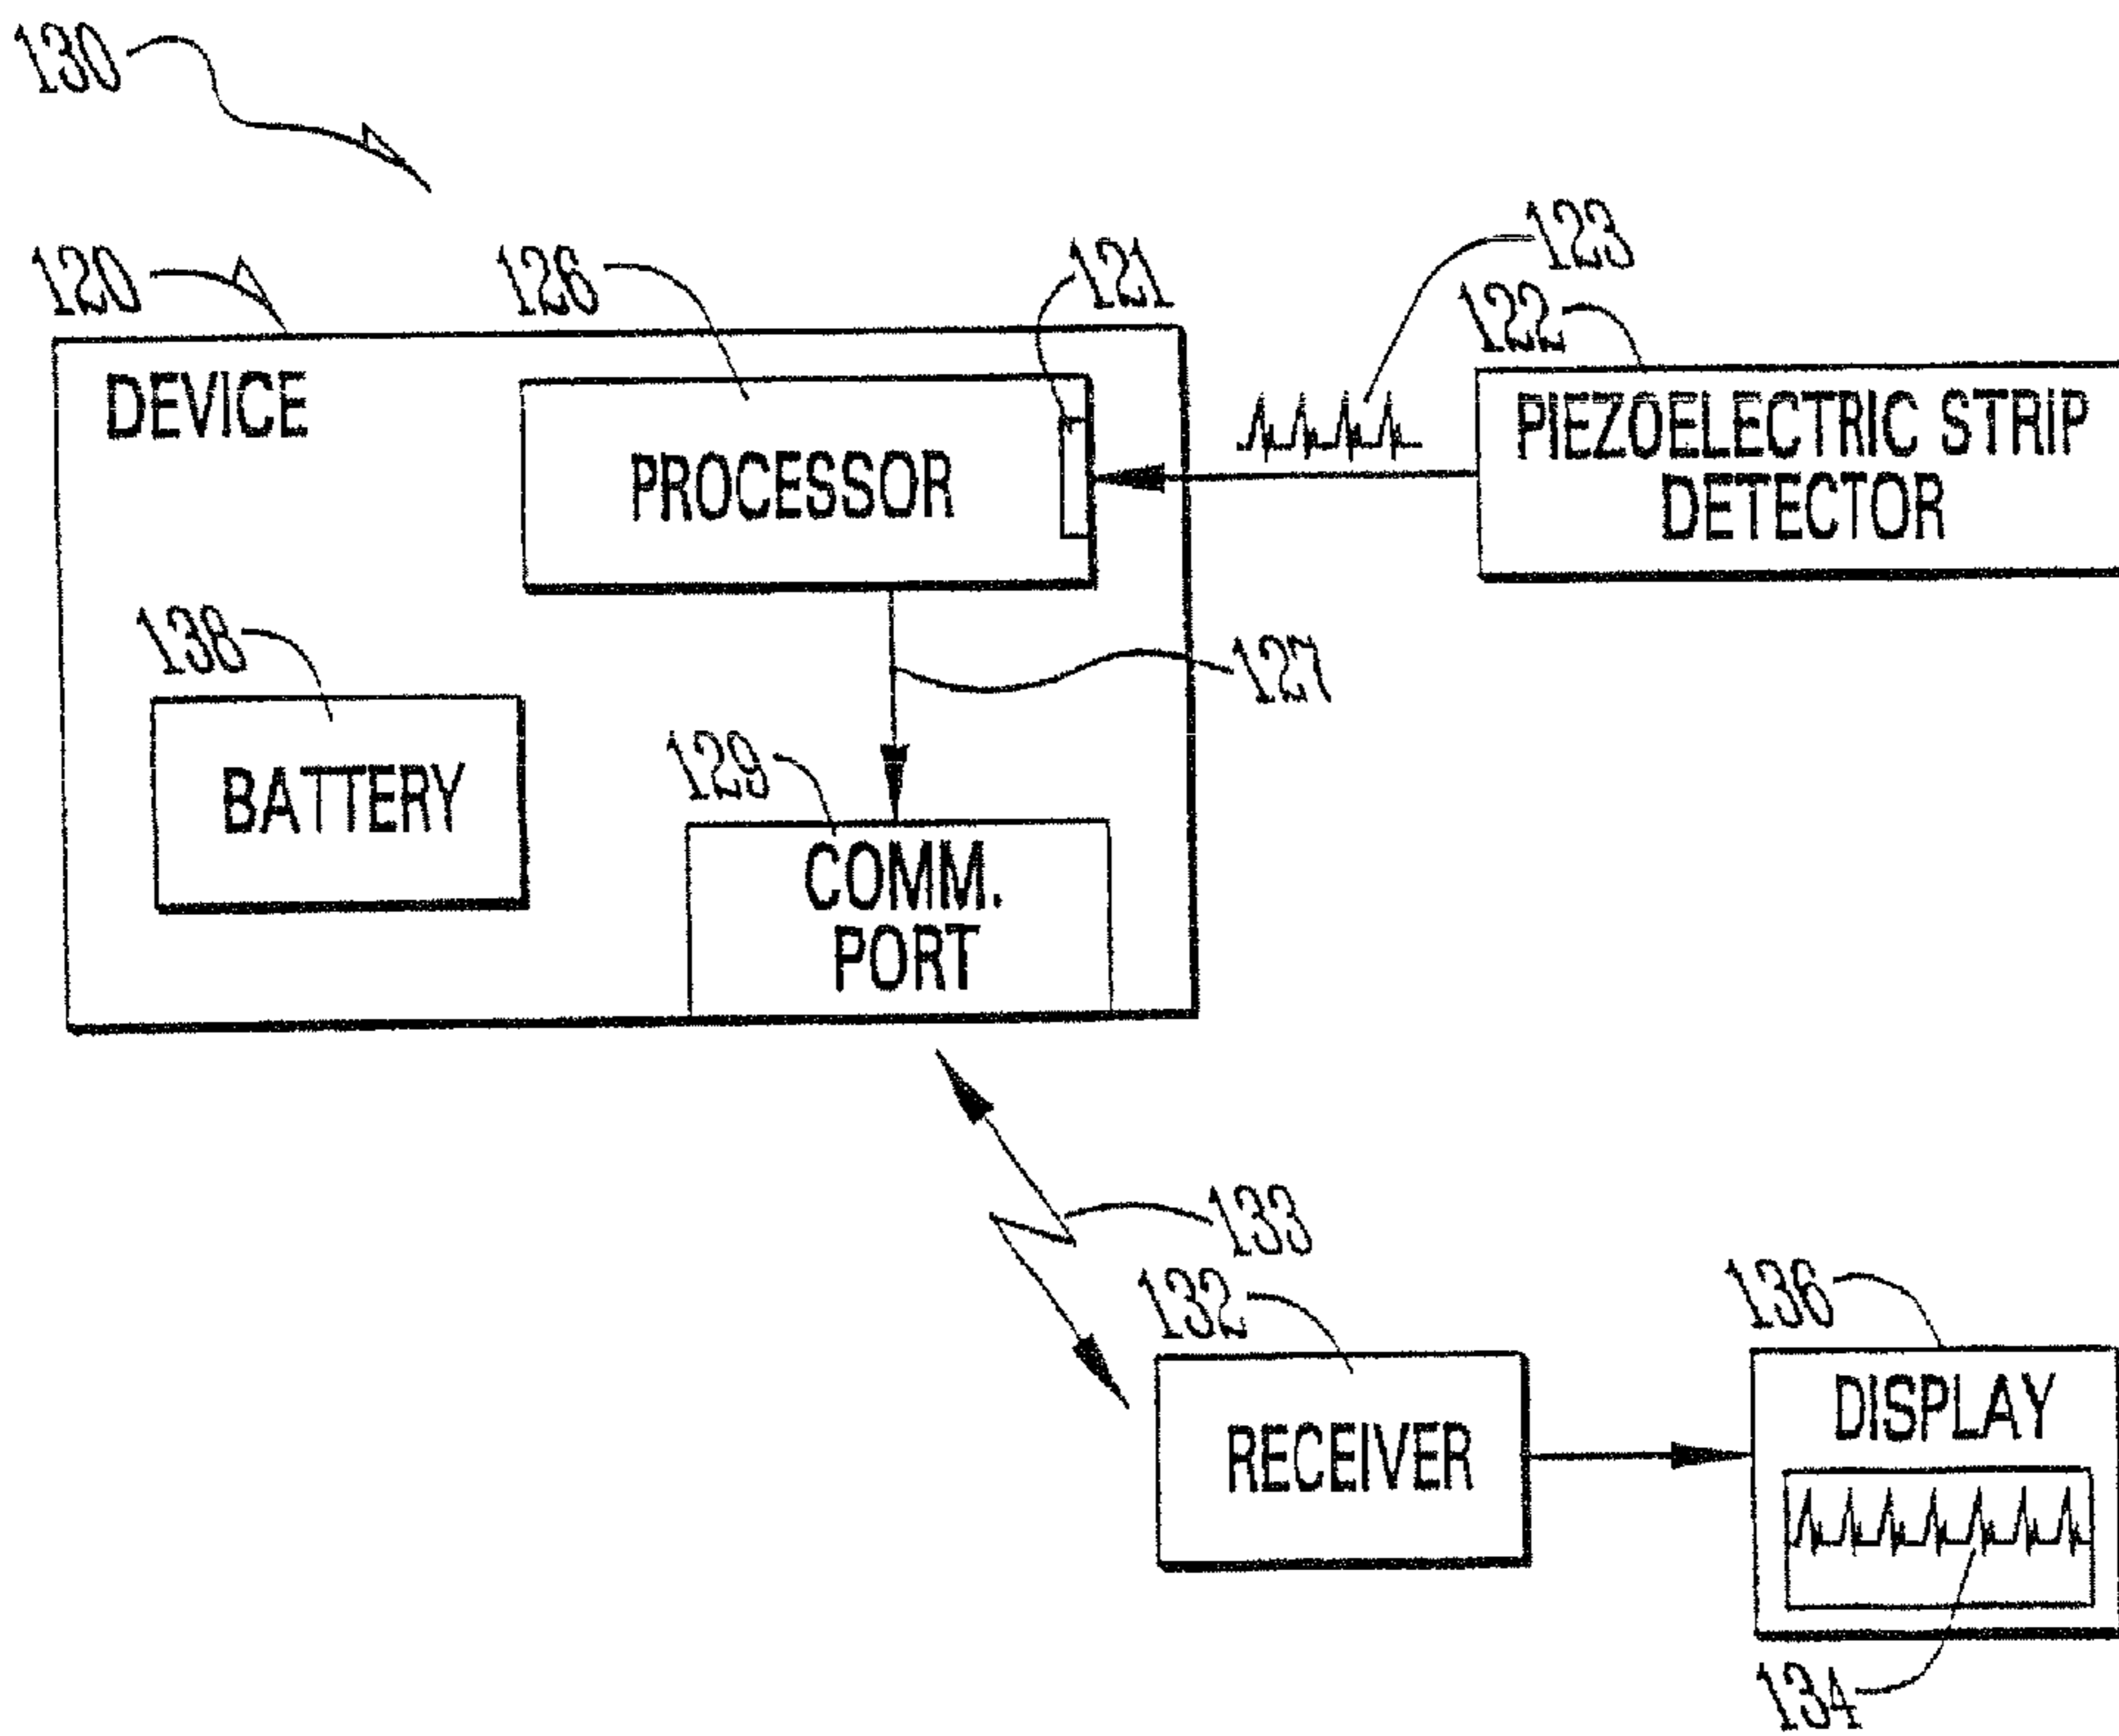 130
120
126
121
123
122
DEVICE
PROCESSOR
PIEZOELECTRIC STRIP
DETECTOR
138
127
129
BATTERY
COMM.
PORT
133
132
136
RECEIVER
DISPLAY
134